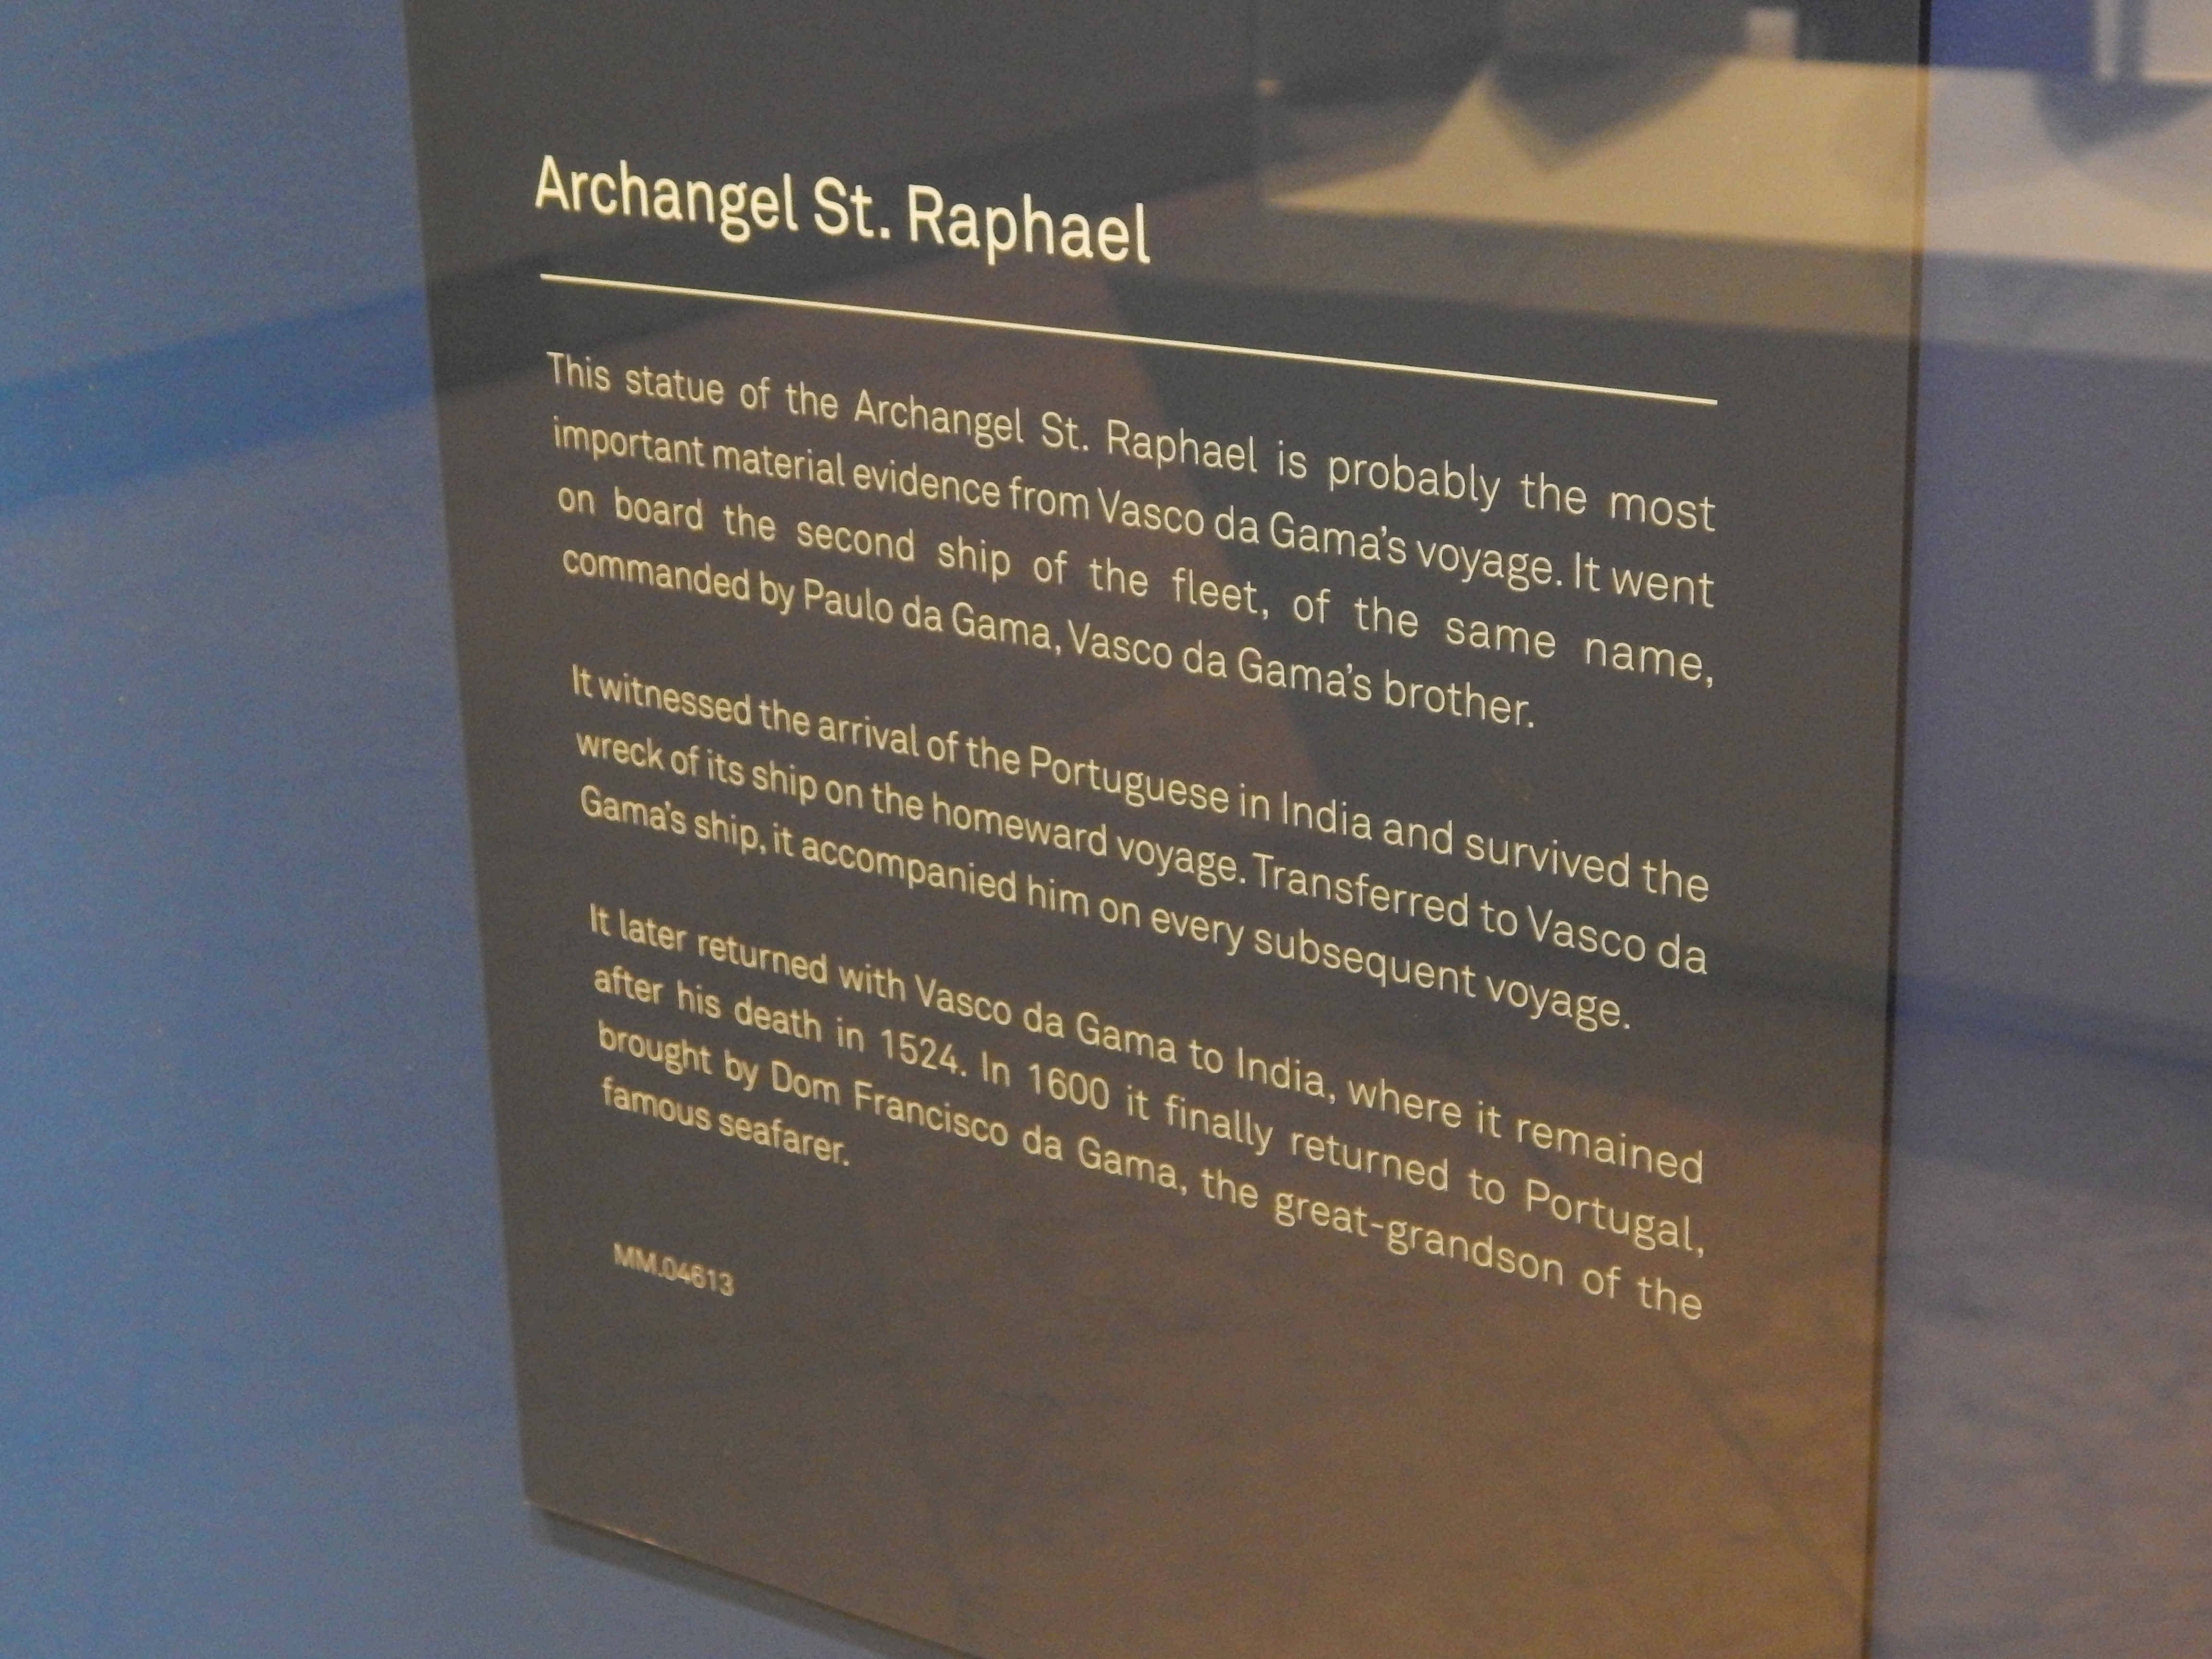 Archangel St. Raphael
This statue of the Archangel St. Raphael is probably the most
important material evidence from Vasco da Gama's voyage. It went
on board the second ship of the fleet, of the same name,
commanded by Paulo da Gama, Vasco da Gama's brother.
It witnessed the arrival of the Portuguese in India and survived the
wreck of its ship on the homeward voyage. Transferred to Vasco da
Gama's ship, it accompanied him on every subsequent voyage.
It later returned with Vasco da Gama to India, where it remained
after his death in 1524. In 1600 it finally returned to Portugal,
brought by Dom Francisco da Gama, the great-grandson of the
famous seafarer.
MM.04613